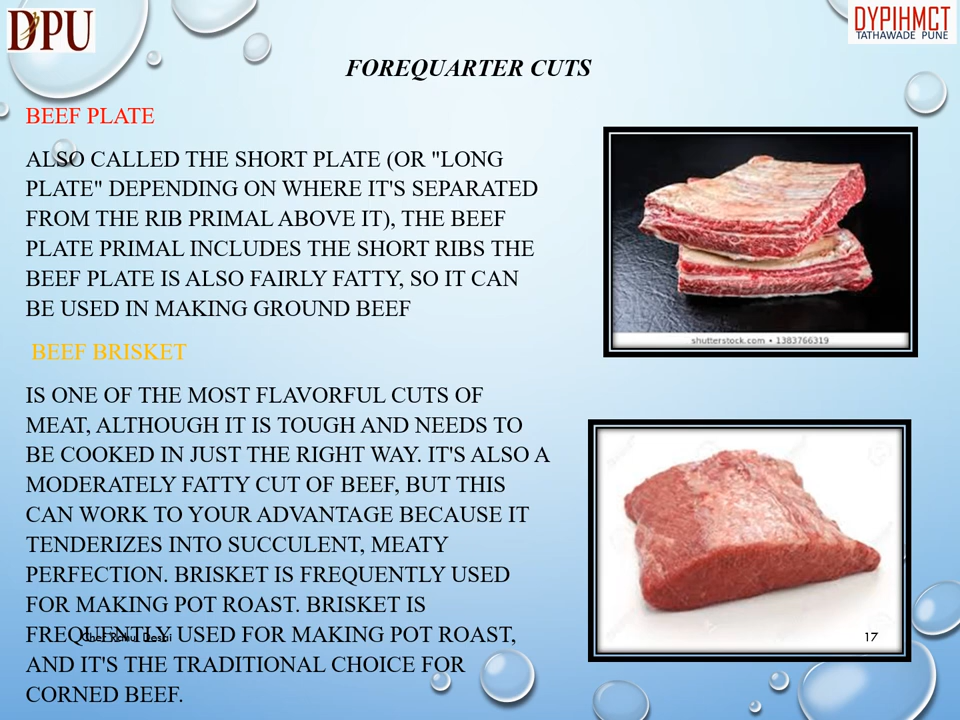 DPU
DYPIHMCT
TATHAWADE PUNE
FOREQUARTER CUTS
BEEF PLATE
ALSO CALLED THE SHORT PLATE (OR "LONG
PLATE" DEPENDING ON WHERE IT'S SEPARATED
FROM THE RIB PRIMAL ABOVE IT), THE BEEF
PLATE PRIMAL INCLUDES THE SHORT RIBS THE
BEEF PLATE IS ALSO FAIRLY FATTY, SO IT CAN
BE USED IN MAKING GROUND BEEF
shutterstock.com • 1383766319
BEEF BRISKET
IS ONE OF THE MOST FLAVORFUL CUTS OF
MEAT, ALTHOUGH IT IS TOUGH AND NEEDS TO
BE COOKED IN JUST THE RIGHT WAY. IT'S ALSO A
MODERATELY FATTY CUT OF BEEF, BUT THIS
CAN WORK TO YOUR ADVANTAGE BECAUSE IT
TENDERIZES INTO SUCCULENT, MEATY
PERFECTION. BRISKET IS FREQUENTLY USED
FOR MAKING POT ROAST. BRISKET IS
FREQUENTLY USED FOR MAKING POT ROAST,
AND IT'S THE TRADITIONAL CHOICE FOR
CORNED BEEF.
Chef
17